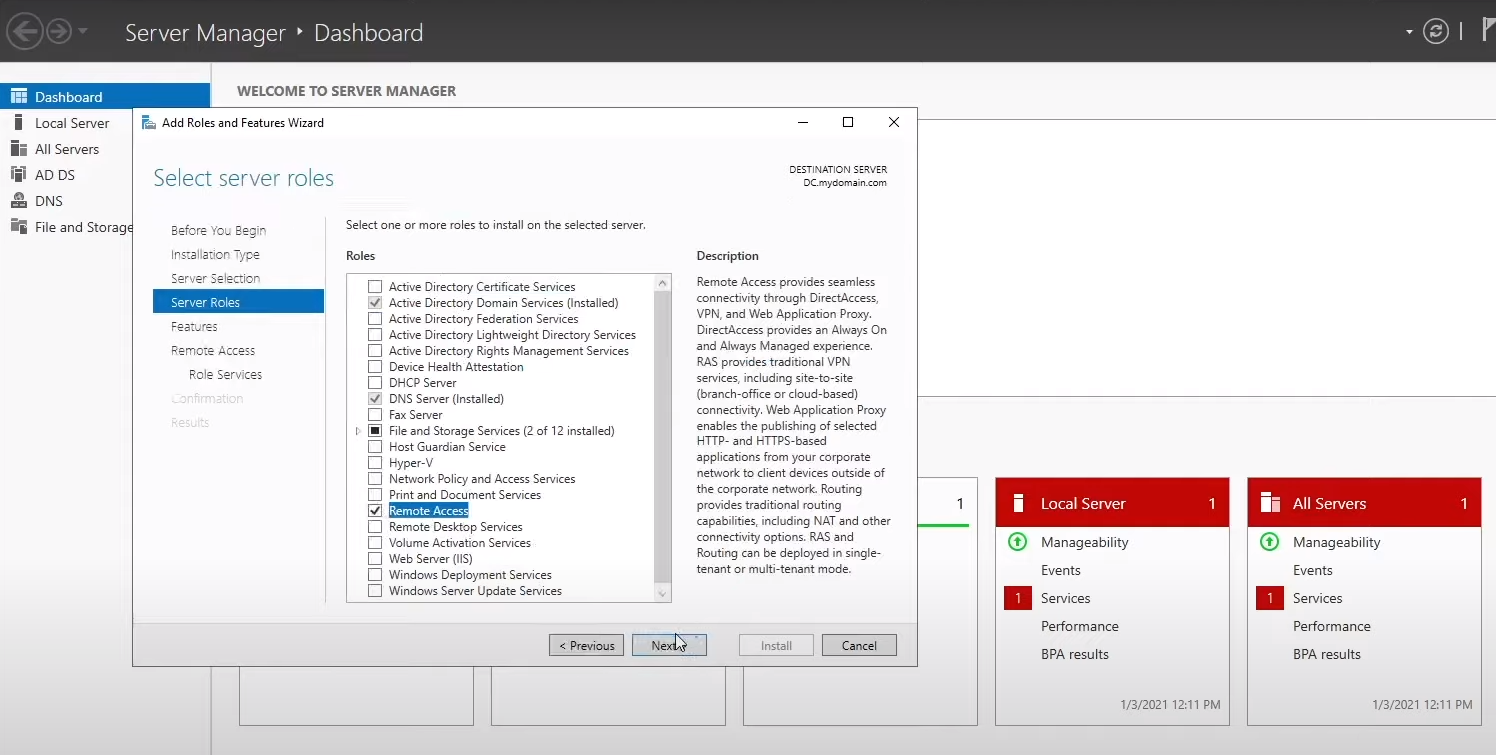 Server Manager ‣ Dashboard
WELCOME TO SERVER MANAGER
Dashboard
Local Server
All Servers
AD DS
DNS
File and Storage
Add Roles and Features Wizard
Select server roles
DESTINATION SERVER
DC.mydomain.com
Before You Begin
Installation Type
Server Selection
Server Roles
Features
Remote Access
Role Services
Confirmation
Results
Select one or more roles to install on the selected server.
Roles
Active Directory Certificate Services
Active Directory Domain Services (Installed)
Active Directory Federation Services
Active Directory Lightweight Directory Services
Active Directory Rights Management Services
Device Health Attestation
DHCP Server
DNS Server (Installed)
Fax Server
File and Storage Services (2 of 12 installed)
Host Guardian Service
Hyper-V
Network Policy and Access Services
Print and Document Services
Remote Access
Remote Desktop Services
Volume Activation Services
Web Server (IIS)
Windows Deployment Services
Windows Server Update Services
Description
Remote Access provides seamless
connectivity through DirectAccess,
VPN, and Web Application Proxy.
DirectAccess provides an Always On
and Always Managed experience.
RAS provides traditional VPN
services, including site-to-site
(branch-office or cloud-based)
connectivity. Web Application Proxy
enables the publishing of selected
HTTP- and HTTPS-based
applications from your corporate
network to client devices outside of
the corporate network. Routing
provides traditional routing
capabilities, including NAT and other
connectivity options. RAS and
Routing can be deployed in single-
tenant or multi-tenant mode.
< Previous
Next
Install
Cancel
1
Local Server 1
Manageability
Events
1 Services
Performance
BPA results
1/3/2021 12:11 PM
All Servers 1
Manageability
Events
1 Services
Performance
BPA results
1/3/2021 12:11 PM